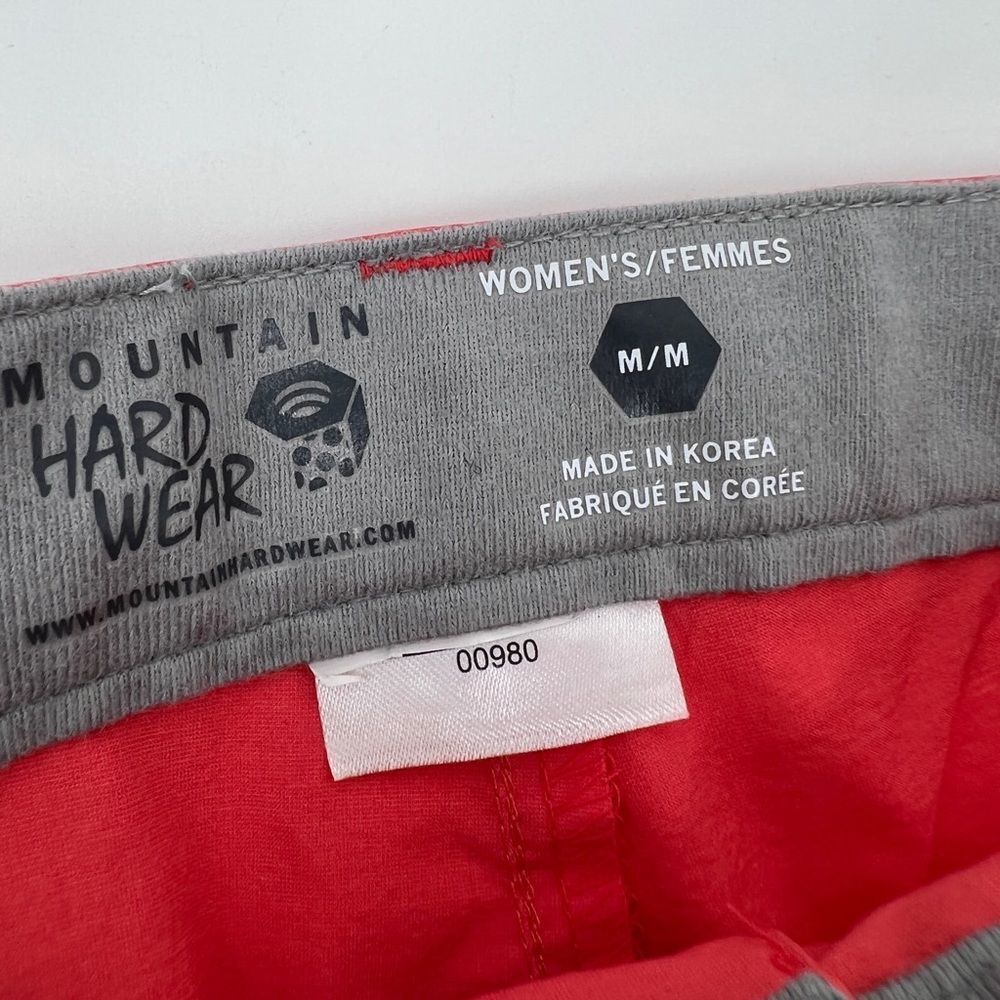 MOUNTAIN
HARD
WEAR
WWW.MOUNTAINHARDWEAR.COM
WOMEN'S/FEMMES
M/M
MADE IN KOREA
FABRIQUÉ EN CORÉE
00980